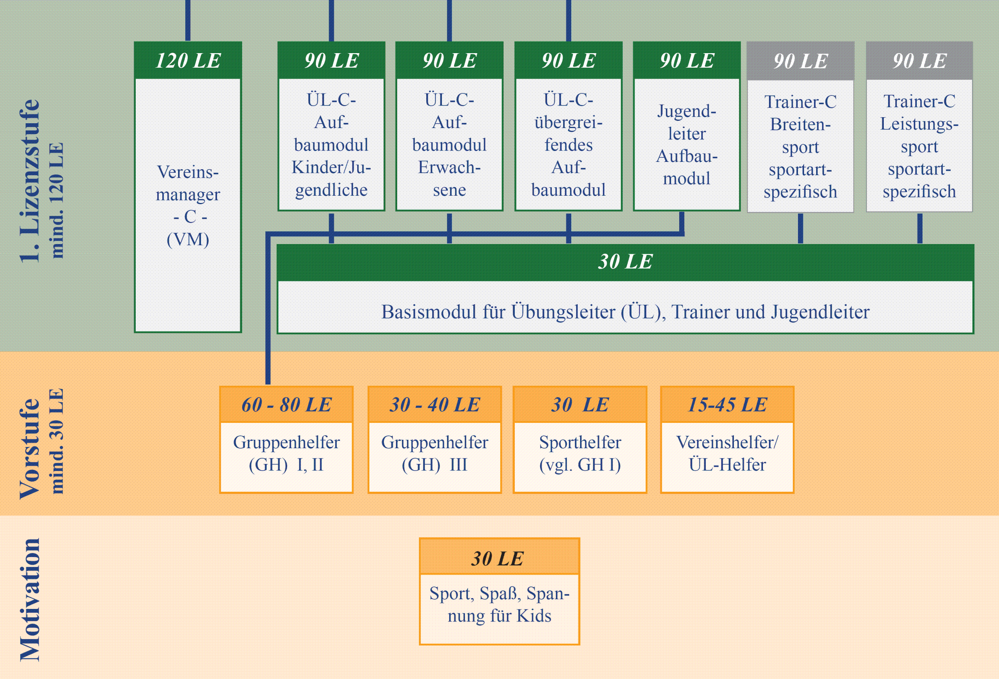 1. Lizenzstufe
mind. 120 LE
120 LE
Vereins-
manager
- C -
(VM)
90 LE
ÜL-C-
Auf-
baumodul
Kinder/Ju-
gendliche
90 LE
ÜL-C-
Auf-
baumodul
Erwach-
sene
90 LE
ÜL-C-
übergrei-
fendes
Auf-
baumodul
90 LE
Jugend-
leiter
Aufbau-
modul
90 LE
Trainer-C
Breiten-
sport
sportart-
spezifisch
90 LE
Trainer-C
Leistungs-
sport
sportart-
spezifisch
30 LE
Basismodul für Übungsleiter (ÜL), Trainer und Jugendleiter
Vorstufe
mind. 30 LE
60 - 80 LE
Gruppenhelfer
(GH) I, II
30 - 40 LE
Gruppenhelfer
(GH) III
30 LE
Sporthelfer
(vgl. GH I)
15-45 LE
Vereinshelfer/
ÜL-Helfer
Motivation
30 LE
Sport, Spaß, Span-
nung für Kids